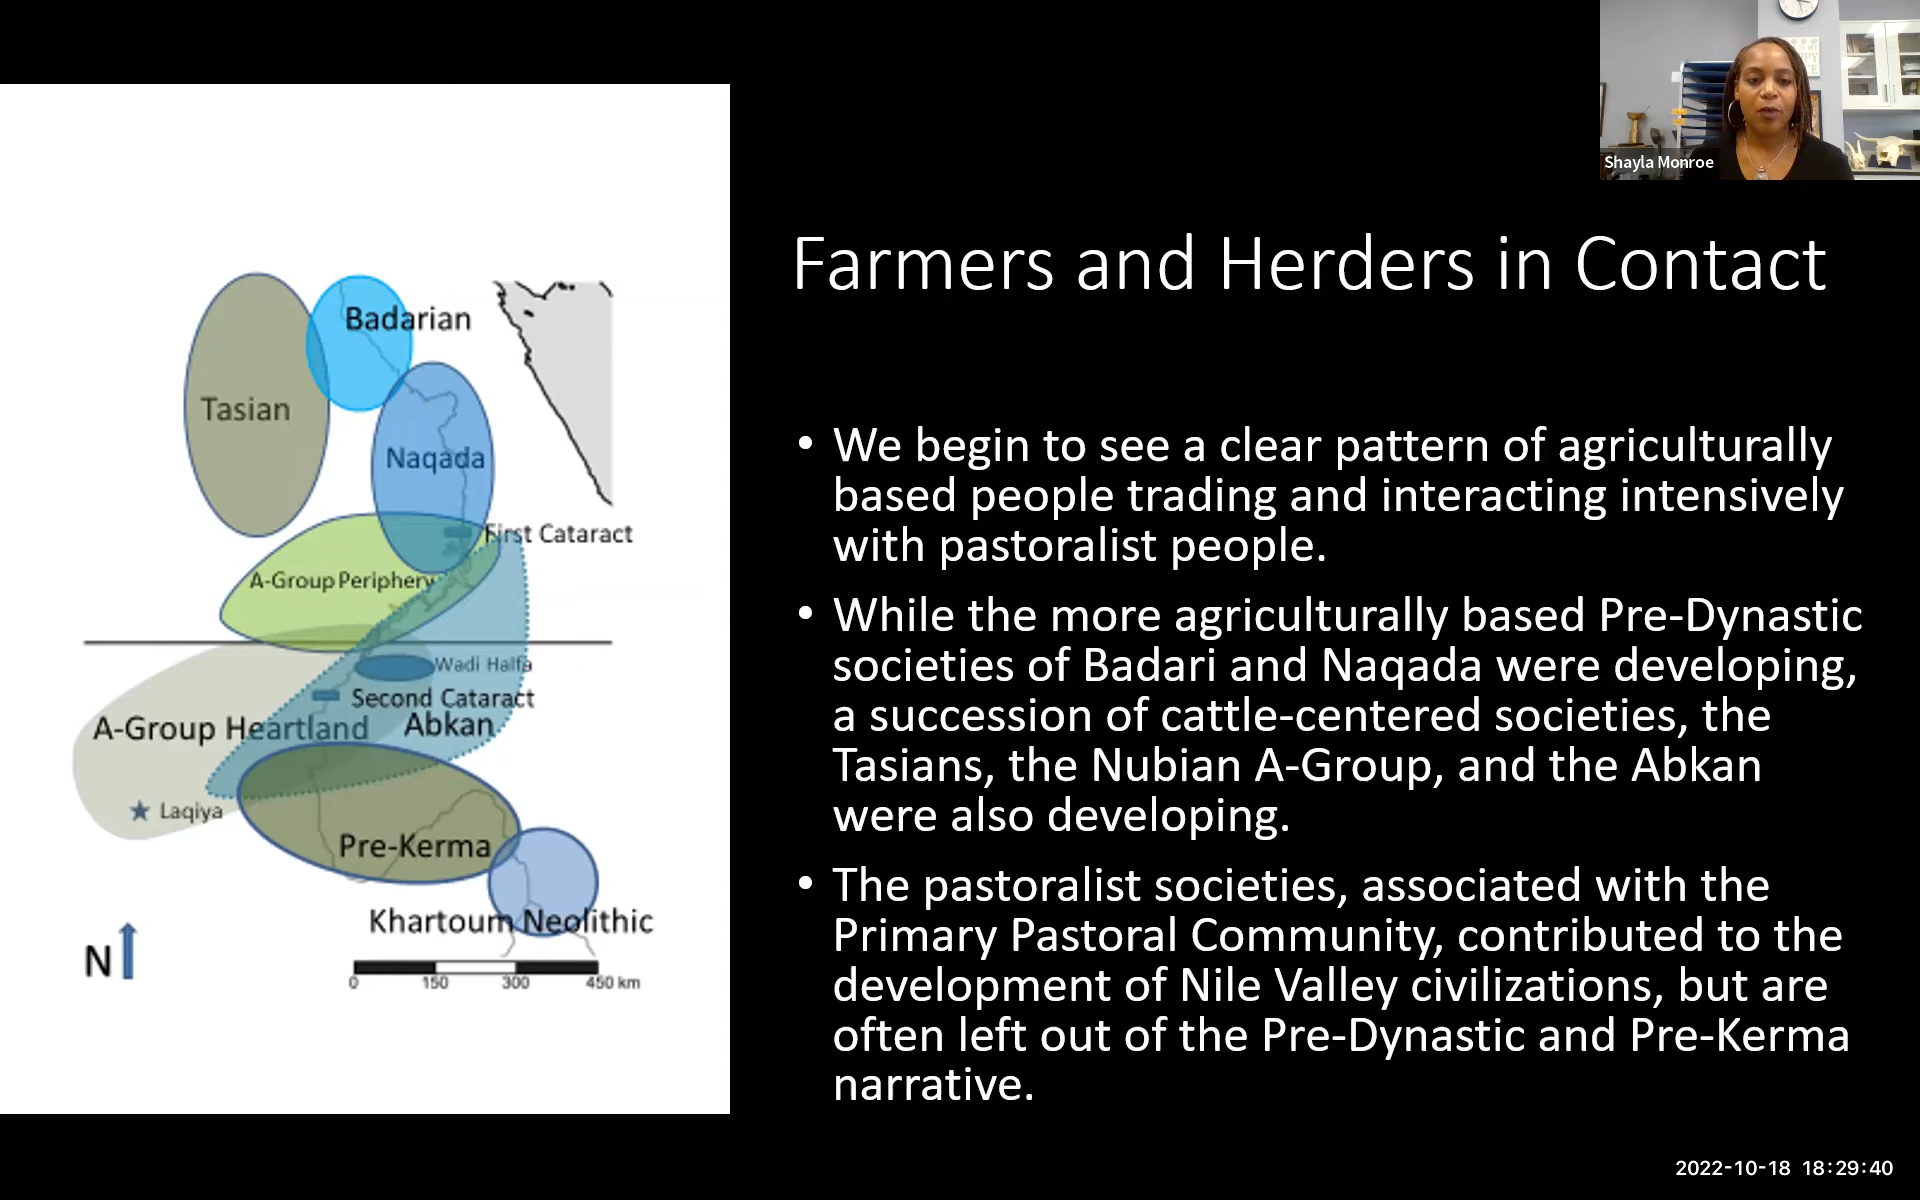 Shayla Monroe
Farmers and Herders in Contact
• We begin to see a clear pattern of agriculturally
based people trading and interacting intensively
with pastoralist people.
• While the more agriculturally based Pre-Dynastic
societies of Badari and Naqada were developing,
a succession of cattle-centered societies, the
Tasians, the Nubian A-Group, and the Abkan
were also developing.
• The pastoralist societies, associated with the
Primary Pastoral Community, contributed to the
development of Nile Valley civilizations, but are
often left out of the Pre-Dynastic and Pre-Kerma
narrative.
Badarian
Tasian
Naqada
First Cataract
A-Group Periphery
Wadi Halfa
Second Cataract
A-Group Heartland
Abkan
Laqiya
Pre-Kerma
Khartoum Neolithic
N
0 150 300 450 km
2022-10-18 18:29:40